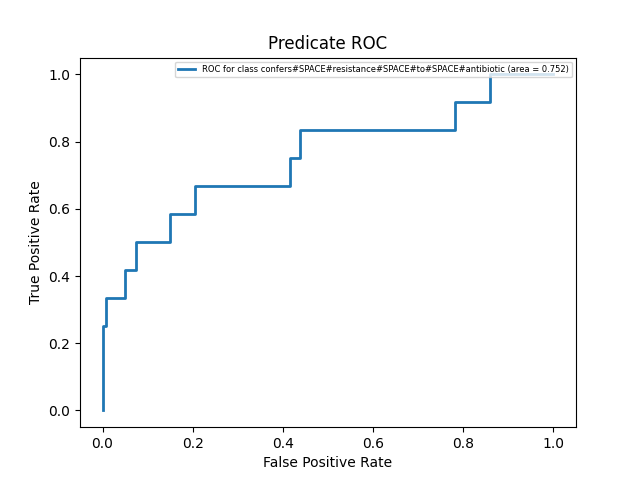 Predicate ROC
ROC for class confers#SPACE#resistance#SPACE#to#SPACE#antibiotic (area = 0.752)
1.0
0.8
0.6
0.4
0.2
0.0
True Positive Rate
0.0 0.2 0.4 0.6 0.8 1.0
False Positive Rate